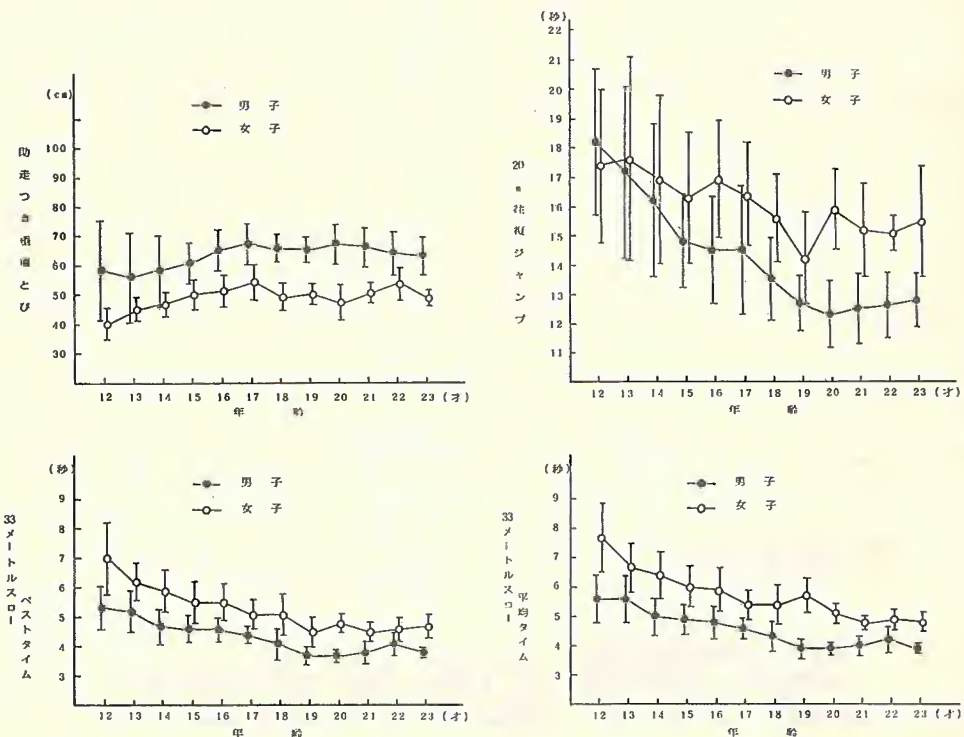 (cm)
男子
女子
助走つき垂直とび
100
90
80
70
60
50
40
30
12 13 14 15 16 17 18 19 20 21 22 23 (才)
年齢
(秒)
男子
女子
20m往復ジャンプ
22
21
20
19
18
17
16
15
14
13
12
11
12 13 14 15 16 17 18 19 20 21 22 23 (才)
年齢
(秒)
男子
女子
33メートルスロー
ベストタイム
9
8
7
6
5
4
3
12 13 14 15 16 17 18 19 20 21 22 23 (才)
年齢
(秒)
男子
女子
33メートルスロー
平均タイム
9
8
7
6
5
4
3
12 13 14 15 16 17 18 19 20 21 22 23 (才)
年齢